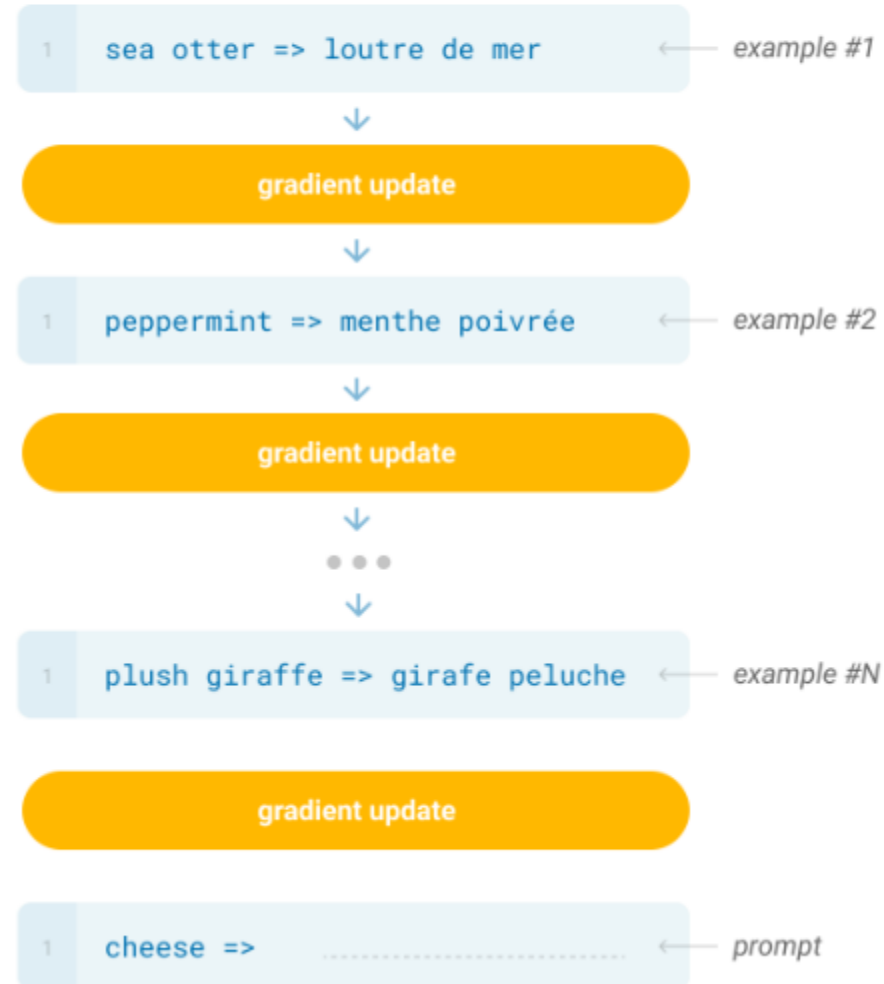 1 sea otter => loutre de mer example #1
gradient update
1 peppermint => menthe poivrée example #2
gradient update
1 plush giraffe => girafe peluche example #N
gradient update
1 cheese => prompt